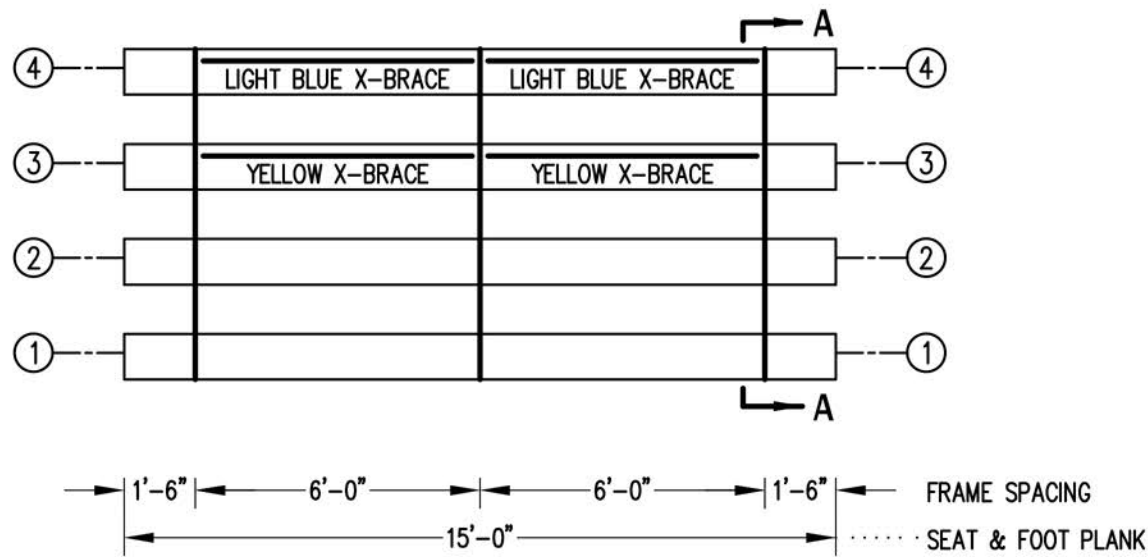 A
4 LIGHT BLUE X-BRACE LIGHT BLUE X-BRACE 4
3 YELLOW X-BRACE YELLOW X-BRACE 3
2 2
1 1
A
1'-6" 6'-0" 6'-0" 1'-6" FRAME SPACING
15'-0" SEAT & FOOT PLANK